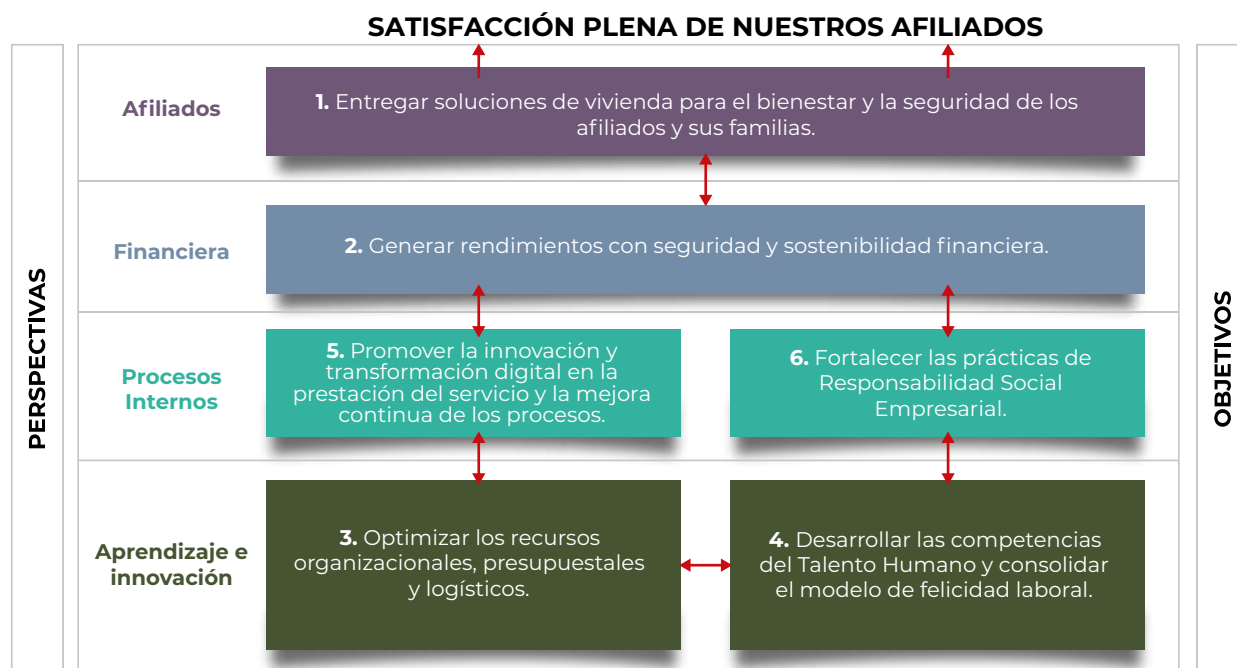 SATISFACCIÓN PLENA DE NUESTROS AFILIADOS
PERSPECTIVAS
OBJETIVOS
Afiliados
1. Entregar soluciones de vivienda para el bienestar y la seguridad de los
afiliados y sus familias.
Financiera
2. Generar rendimientos con seguridad y sostenibilidad financiera.
Procesos
Internos
5. Promover la innovación y
transformación digital en la
prestación del servicio y la mejora
continua de los procesos.
6. Fortalecer las prácticas de
Responsabilidad Social
Empresarial.
Aprendizaje e
innovación
3. Optimizar los recursos
organizacionales, presupuestales
y logísticos.
4. Desarrollar las competencias
del Talento Humano y consolidar
el modelo de felicidad laboral.